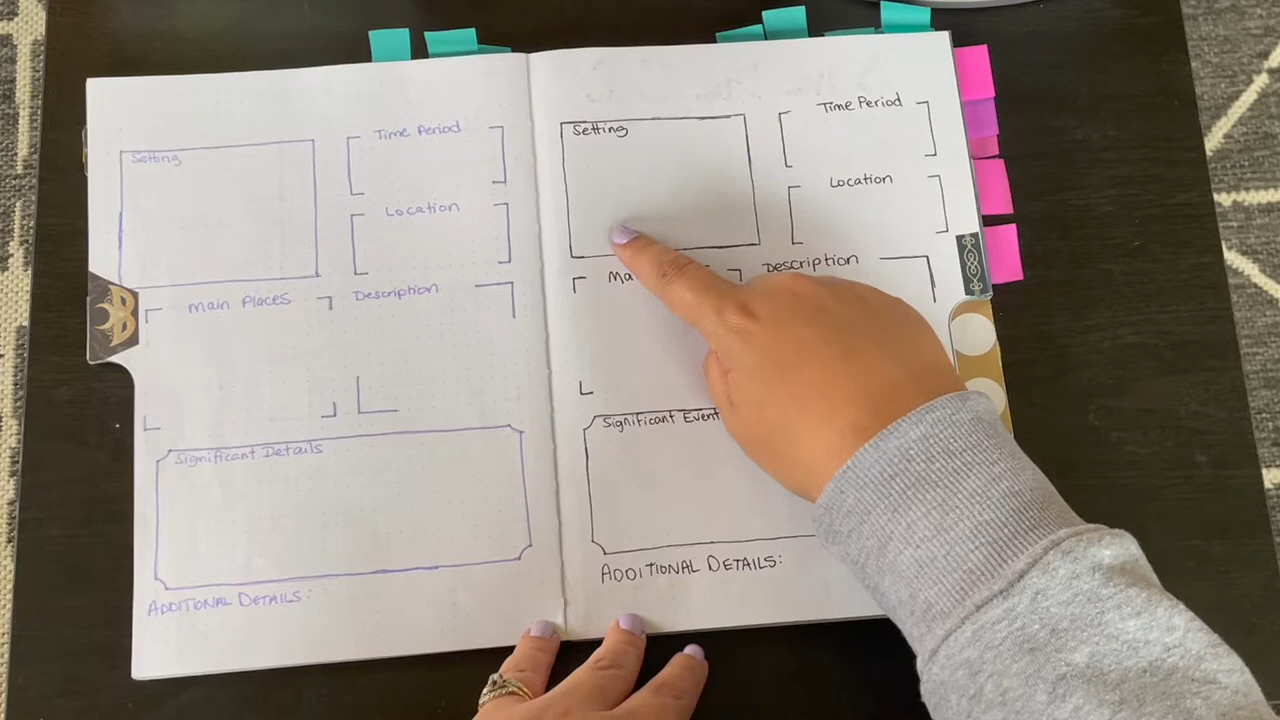 Setting
Time Period
Location
Main Places
Description
Significant Details
ADDITIONAL DETAILS:
Setting
Time Period
Location
Ma
Description
Significant Event
ADDITIONAL DETAILS: